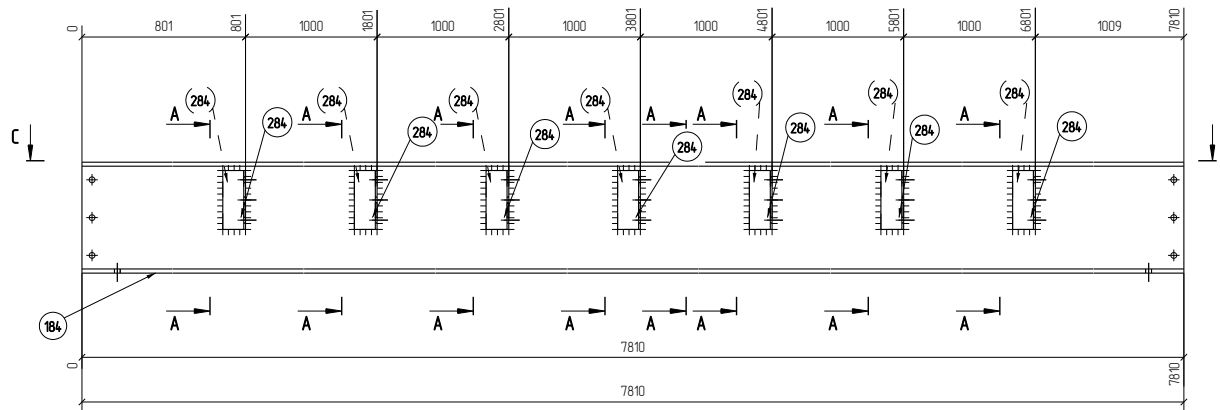 0 801 801 1000 1801 1000 2801 1000 3801 1000 4801 1000 5801 1000 6801 1009 7810
(284) (284) (284) (284) (284) (284) (284)
A A A A A A A A
284 284 284 284 284 284 284
С
184
A A A A A A A A
7810
0 7810
7810